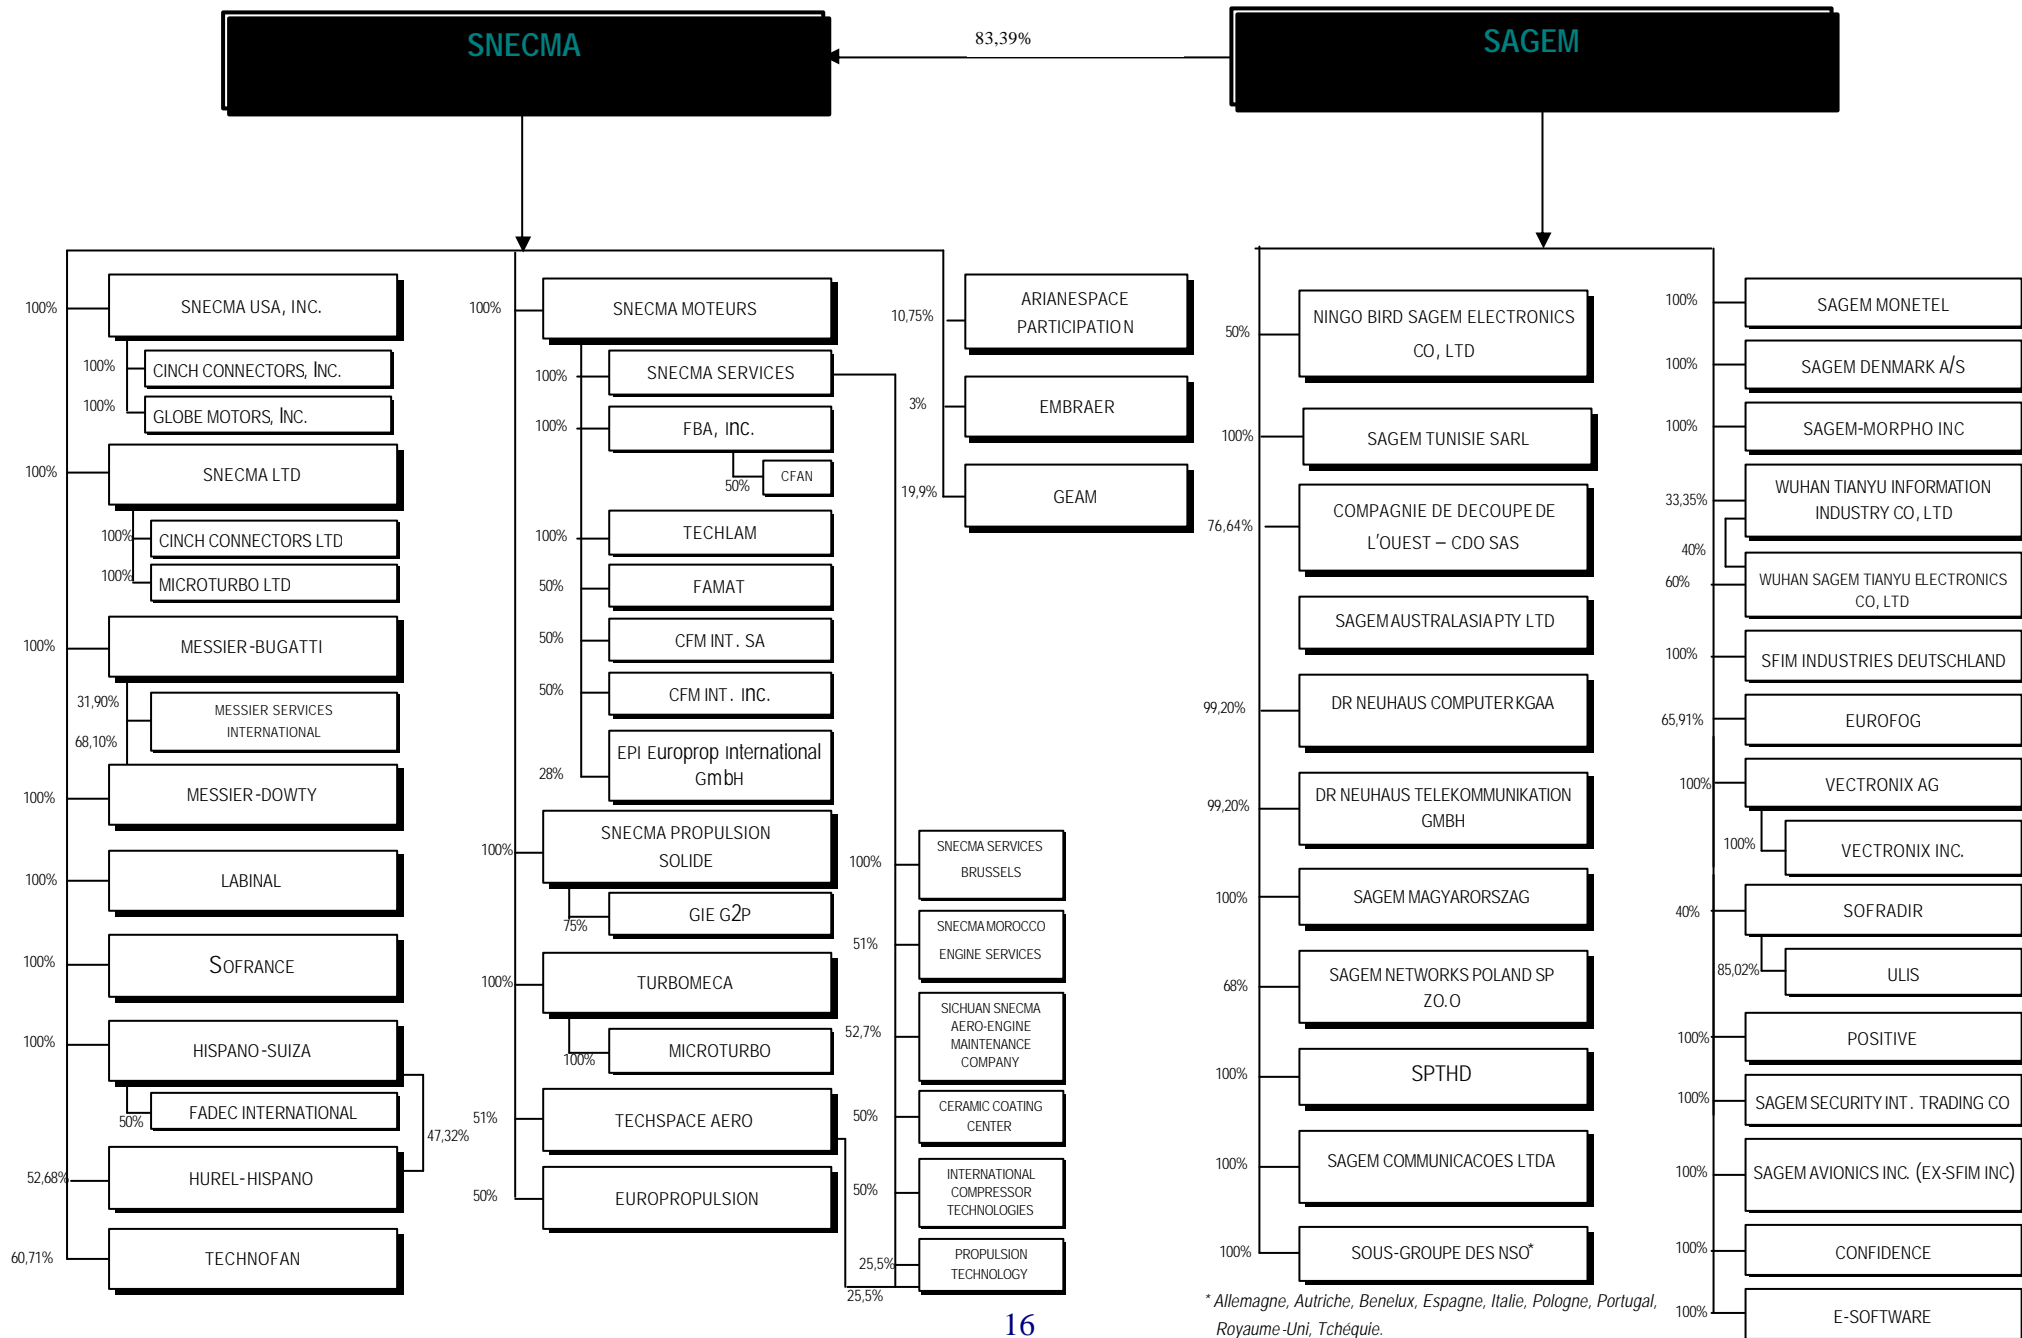 SNECMA
83,39%
SAGEM
100%
SNECMA USA, INC.
100%
CINCH CONNECTORS, INC.
100%
GLOBE MOTORS, INC.
100%
SNECMA LTD
100%
CINCH CONNECTORS LTD
100%
MICROTURBO LTD
100%
MESSIER-BUGATTI
31,90%
MESSIER SERVICES
INTERNATIONAL
68,10%
100%
MESSIER-DOWTY
100%
LABINAL
100%
SOFRANCE
100%
HISPANO-SUIZA
50%
FADEC INTERNATIONAL
47,32%
52,68%
HUREL-HISPANO
60,71%
TECHNOFAN
100%
SNECMA MOTEURS
100%
SNECMA SERVICES
100%
FBA, Inc.
50%
CFAN
100%
TECHLAM
50%
FAMAT
50%
CFM INT. SA
50%
CFM INT. Inc.
28%
EPI Europrop International
GmbH
100%
SNECMA PROPULSION
SOLIDE
75%
GIE G2P
100%
TURBOMECA
100%
MICROTURBO
51%
TECHSPACE AERO
50%
EUROPROPULSION
10,75%
ARIANESPACE
PARTICIPATION
3%
EMBRAER
19,9%
GEAM
100%
SNECMA SERVICES
BRUSSELS
51%
SNECMA MOROCCO
ENGINE SERVICES
52,7%
SICHUAN SNECMA
AERO-ENGINE
MAINTENANCE
COMPANY
50%
CERAMIC COATING
CENTER
50%
INTERNATIONAL
COMPRESSOR
TECHNOLOGIES
25,5%
PROPULSION
TECHNOLOGY
25,5%
50%
NINGO BIRD SAGEM ELECTRONICS
CO, LTD
100%
SAGEM TUNISIE SARL
76,64%
COMPAGNIE DE DECOUPE DE
L'OUEST – CDO SAS
SAGEM AUSTRALASIA PTY LTD
99,20%
DR NEUHAUS COMPUTER KGAA
99,20%
DR NEUHAUS TELEKOMMUNIKATION
GMBH
100%
SAGEM MAGYARORSZAG
68%
SAGEM NETWORKS POLAND SP
ZO.O
100%
SPTHD
100%
SAGEM COMMUNICACOES LTDA
100%
SOUS-GROUPE DES NSO*
100%
SAGEM MONETEL
100%
SAGEM DENMARK A/S
100%
SAGEM-MORPHO INC
33,35%
WUHAN TIANYU INFORMATION
INDUSTRY CO, LTD
40%
60%
WUHAN SAGEM TIANYU ELECTRONICS
CO, LTD
100%
SFIM INDUSTRIES DEUTSCHLAND
65,91%
EUROFOG
100%
VECTRONIX AG
100%
VECTRONIX INC.
40%
SOFRADIR
85,02%
ULIS
100%
POSITIVE
100%
SAGEM SECURITY INT. TRADING CO
100%
SAGEM AVIONICS INC. (EX-SFIM INC)
100%
CONFIDENCE
100%
E-SOFTWARE
* Allemagne, Autriche, Benelux, Espagne, Italie, Pologne, Portugal,
Royaume-Uni, Tchéquie.
16